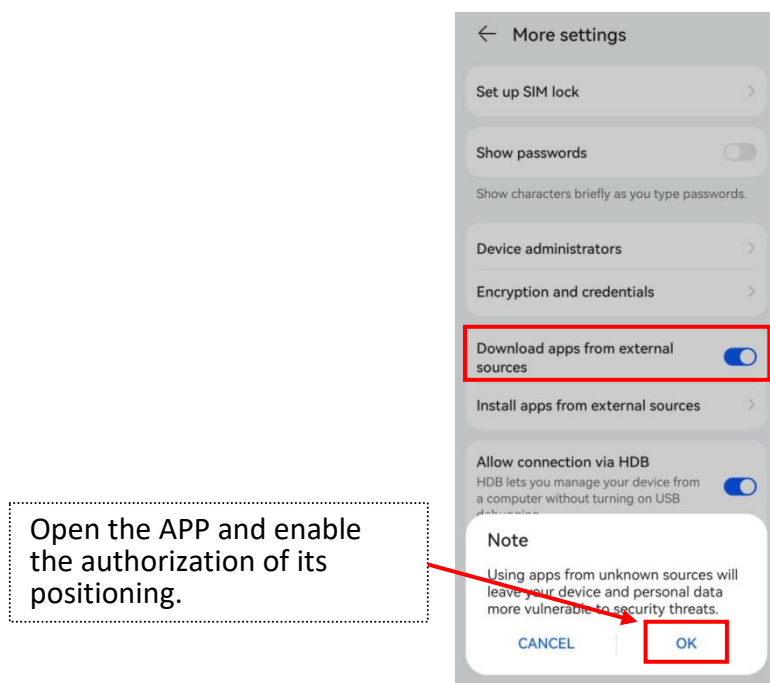 More settings
Set up SIM lock
Show passwords
Show characters briefly as you type passwords.
Device administrators
Encryption and credentials
Download apps from external
sources
Install apps from external sources
Allow connection via HDB
HDB lets you manage your device from
a computer without turning on USB
debugging
Open the APP and enable
the authorization of its
positioning.
Note
Using apps from unknown sources will
leave your device and personal data
more vulnerable to security threats.
CANCEL
OK